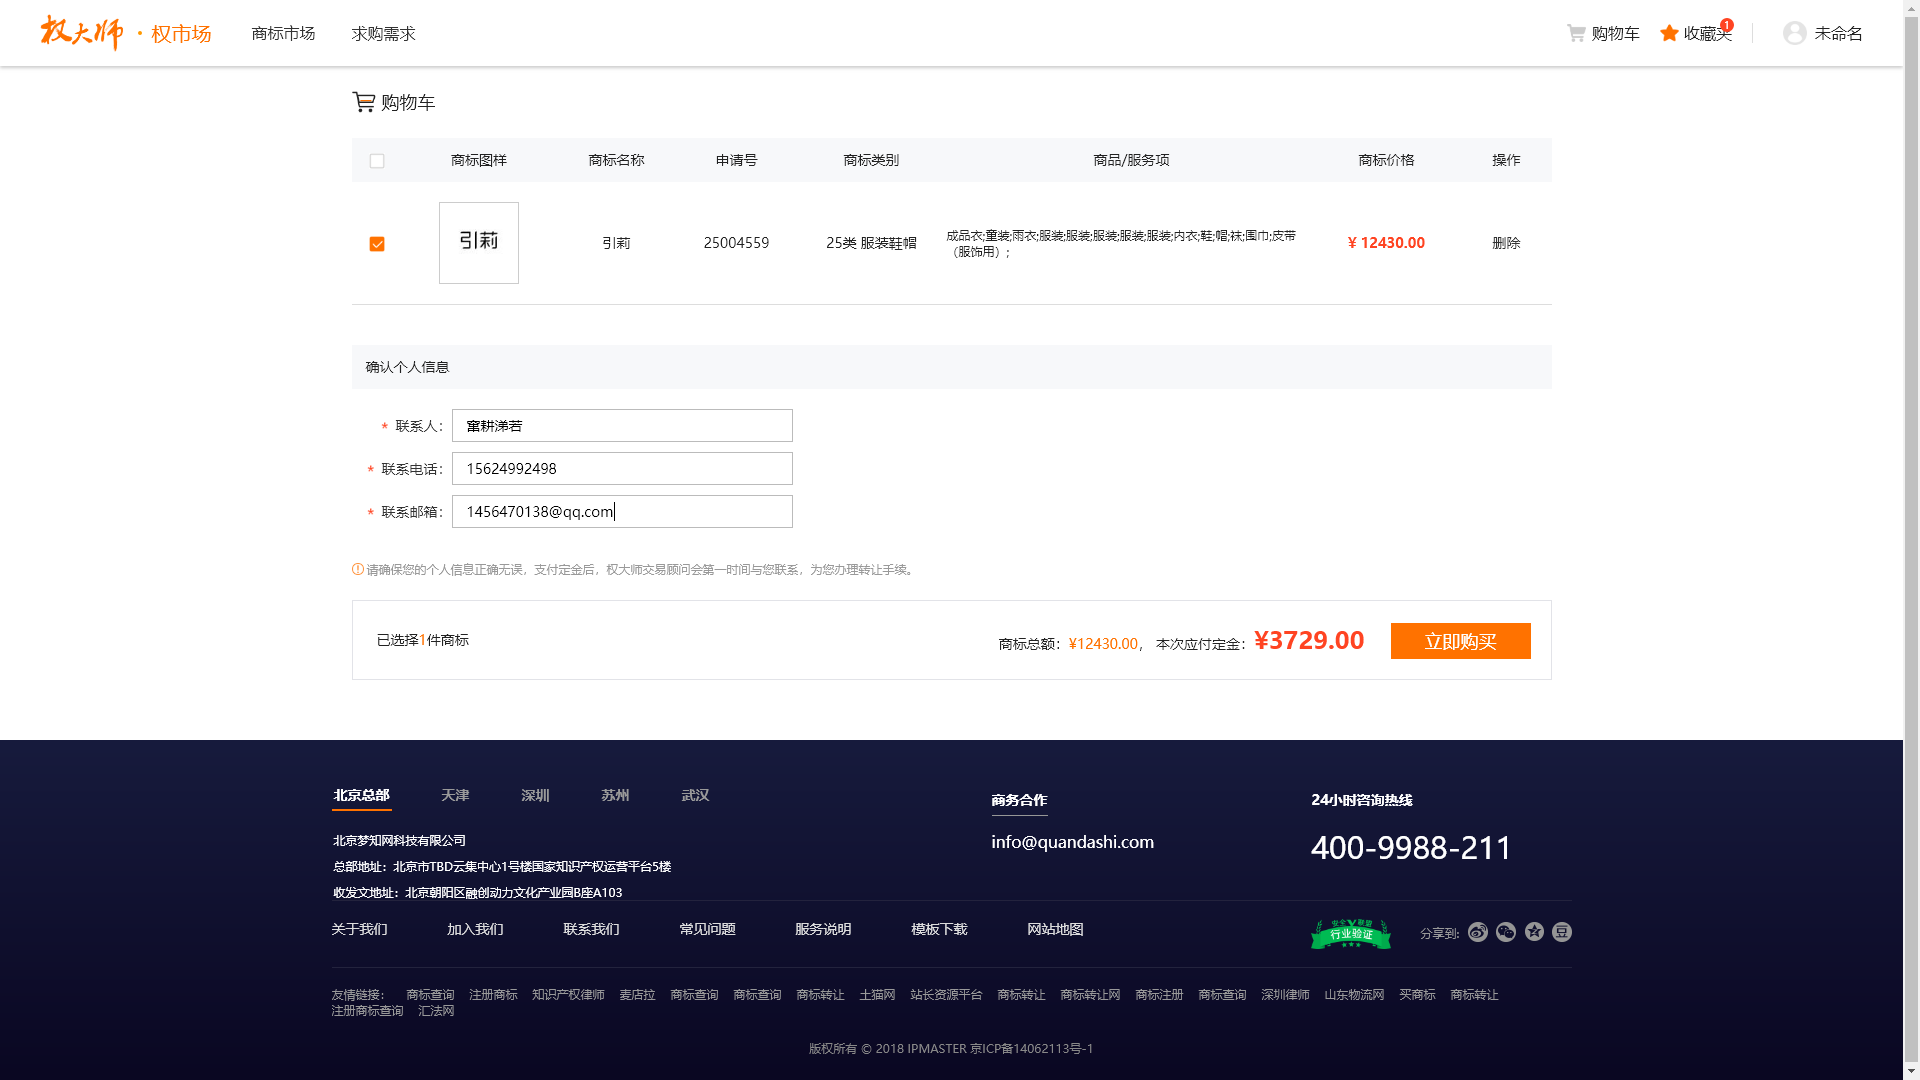 权大师 · 权市场 商标市场 求购需求 购物车 收藏夹 1 未命名
购物车
商标图样 商标名称 申请号 商标类别 商品/服务项 商标价格 操作
引莉 引莉 25004559 25类 服装鞋帽 成品衣;童装;雨衣;服装;服装;服装;服装;服装;内衣;鞋;帽;袜;围巾;皮带
（服饰用）; ¥ 12430.00 删除
确认个人信息
* 联系人： 窜耕涕若
* 联系电话： 15624992498
* 联系邮箱： 1456470138@qq.com
请确保您的个人信息正确无误，支付定金后，权大师交易顾问会第一时间与您联系，为您办理转让手续。
已选择1件商标 商标总额：¥12430.00， 本次应付定金：¥3729.00 立即购买
北京总部 天津 深圳 苏州 武汉 商务合作 24小时咨询热线
北京梦知网科技有限公司
info@quandashi.com 400-9988-211
总部地址：北京市TBD云集中心1号楼国家知识产权运营平台5楼
收发文地址：北京朝阳区融创动力文化产业园B座A103
关于我们 加入我们 联系我们 常见问题 服务说明 模板下载 网站地图 行业验证 分享到:
友情链接： 商标查询 注册商标 知识产权律师 麦店拉 商标查询 商标查询 商标转让 土猫网 站长资源平台 商标转让 商标转让网 商标注册 商标查询 深圳律师 山东物流网 买商标 商标转让
注册商标查询 汇法网
版权所有 © 2018 IPMASTER 京ICP备14062113号-1